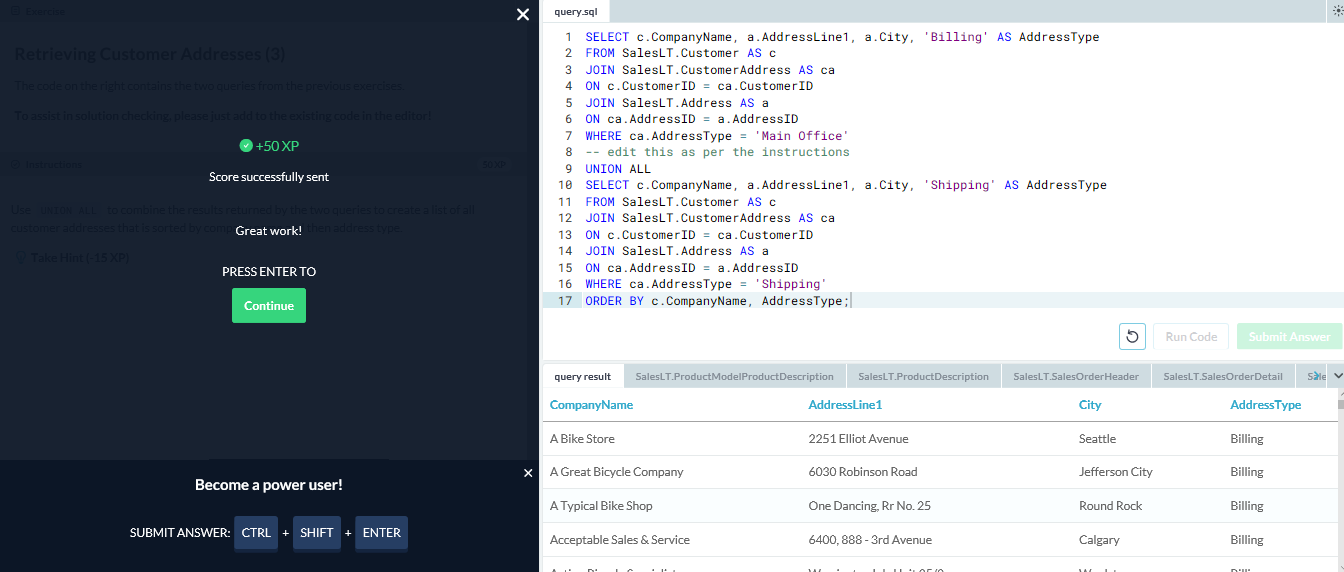 Exercise
Retrieving Customer Addresses (3)
The code on the right contains the two queries from the previous exercises.
To assist in solution checking, please just add to the existing code in the editor!
+50 XP
Instructions
50 XP
Score successfully sent
Use UNION ALL to combine the results returned by the two queries to create a list of all
customer addresses that is sorted by then address type.
Great work!
Take Hint (-15 XP)
PRESS ENTER TO
Continue
Become a power user!
SUBMIT ANSWER: CTRL + SHIFT + ENTER
query.sql
1 SELECT c.CompanyName, a.AddressLine1, a.City, 'Billing' AS AddressType
2 FROM SalesLT.Customer AS c
3 JOIN SalesLT.CustomerAddress AS ca
4 ON c.CustomerID = ca.CustomerID
5 JOIN SalesLT.Address AS a
6 ON ca.AddressID = a.AddressID
7 WHERE ca.AddressType = 'Main Office'
8 -- edit this as per the instructions
9 UNION ALL
10 SELECT c.CompanyName, a.AddressLine1, a.City, 'Shipping' AS AddressType
11 FROM SalesLT.Customer AS c
12 JOIN SalesLT.CustomerAddress AS ca
13 ON c.CustomerID = ca.CustomerID
14 JOIN SalesLT.Address AS a
15 ON ca.AddressID = a.AddressID
16 WHERE ca.AddressType = 'Shipping'
17 ORDER BY c.CompanyName, AddressType;
Run Code
Submit Answer
query result SalesLT.ProductModelProductDescription SalesLT.ProductDescription SalesLT.SalesOrderHeader SalesLT.SalesOrderDetail
CompanyName AddressLine1 City AddressType
A Bike Store 2251 Elliot Avenue Seattle Billing
A Great Bicycle Company 6030 Robinson Road Jefferson City Billing
A Typical Bike Shop One Dancing, Rr No. 25 Round Rock Billing
Acceptable Sales & Service 6400, 888 - 3rd Avenue Calgary Billing